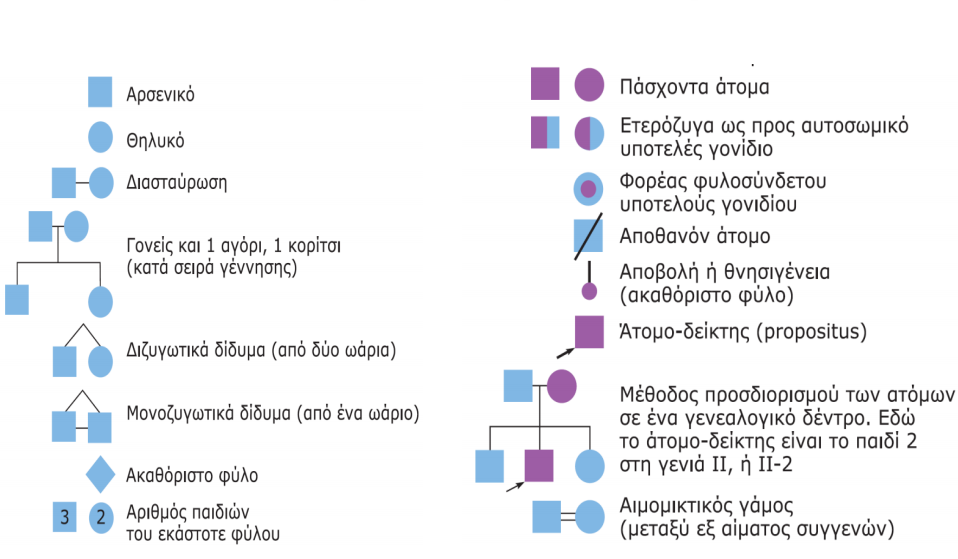 Αρσενικό
Θηλυκό
Διασταύρωση
Γονείς και 1 αγόρι, 1 κορίτσι
(κατά σειρά γέννησης)
Διζυγωτικά δίδυμα (από δύο ωάρια)
Μονοζυγωτικά δίδυμα (από ένα ωάριο)
Ακαθόριστο φύλο
3 2 Αριθμός παιδιών
του εκάστοτε φύλου
Πάσχοντα άτομα
Ετερόζυγα ως προς αυτοσωμικό
υποτελές γονίδιο
Φορέας φυλοσύνδετου
υποτελούς γονιδίου
Αποθανόν άτομο
Αποβολή ή θνησιγένεια
(ακαθόριστο φύλο)
Άτομο-δείκτης (propositus)
Μέθοδος προσδιορισμού των ατόμων
σε ένα γενεαλογικό δέντρο. Εδώ
το άτομο-δείκτης είναι το παιδί 2
στη γενιά II, ή II-2
Αιμομικτικός γάμος
(μεταξύ εξ αίματος συγγενών)